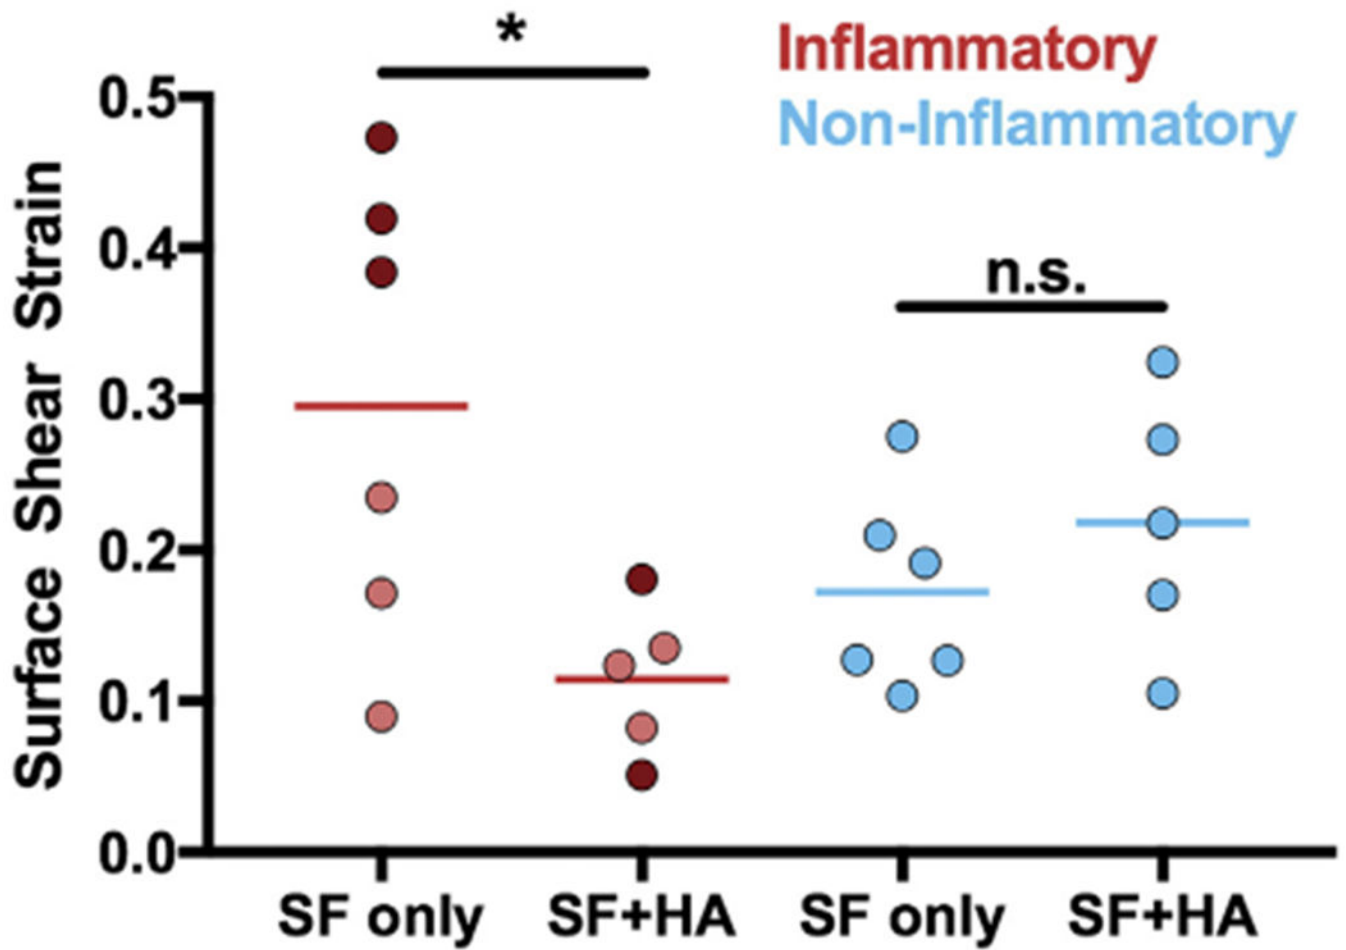 *
Inflammatory
Non-Inflammatory
n.s.
Surface Shear Strain
0.5
0.4
0.3
0.2
0.1
0.0
SF only SF+HA SF only SF+HA